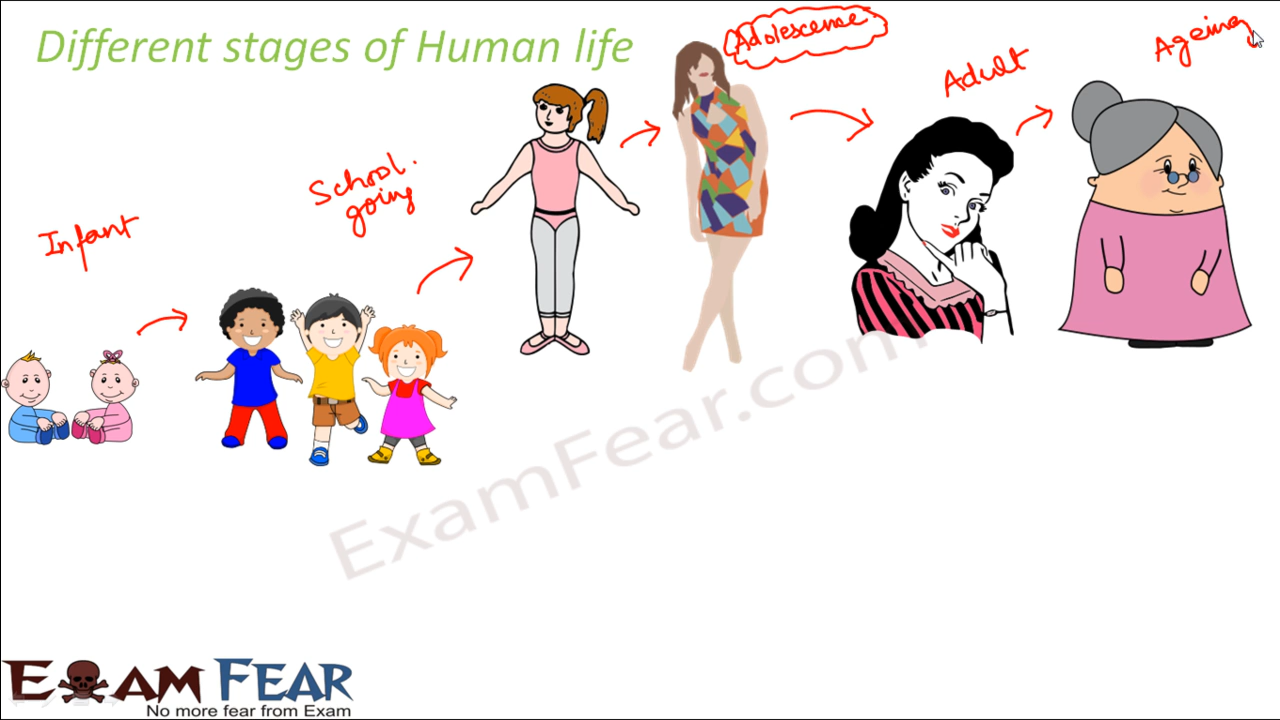 Different stages of Human life
Adolescense
Adult
Ageing
School.
going
Infant
ExamFear.com
EXAM FEAR
No more fear from Exam